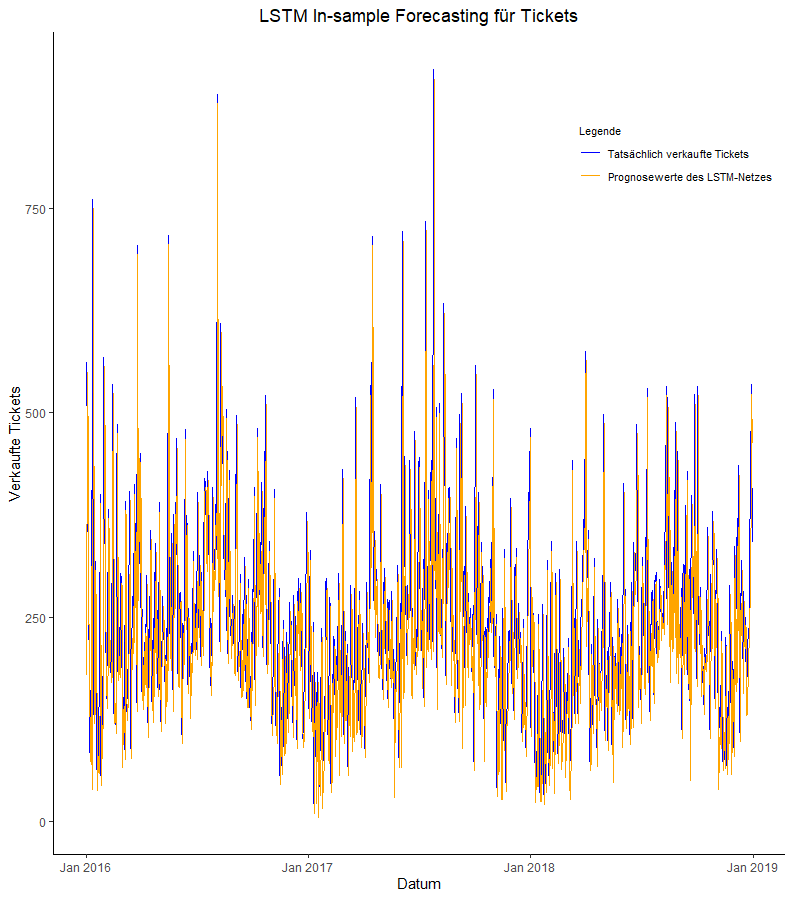 LSTM In-sample Forecasting für Tickets
Legende
Tatsächlich verkaufte Tickets
Prognosewerte des LSTM-Netzes
Verkaufte Tickets
750
500
250
0
Jan 2016
Jan 2017
Jan 2018
Jan 2019
Datum